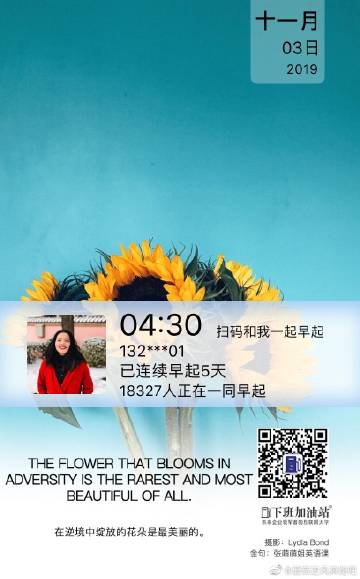 十一月
03日
2019
04:30 扫码和我一起早起
132***01
已连续早起5天
18327人正在一同早起
THE FLOWER THAT BLOOMS IN
ADVERSITY IS THE RAREST AND MOST
BEAUTIFUL OF ALL.
在逆境中绽放的花朵是最美丽的。
下班加油站
摄影：Lydia Bond
金句：张萌萌姐英语课